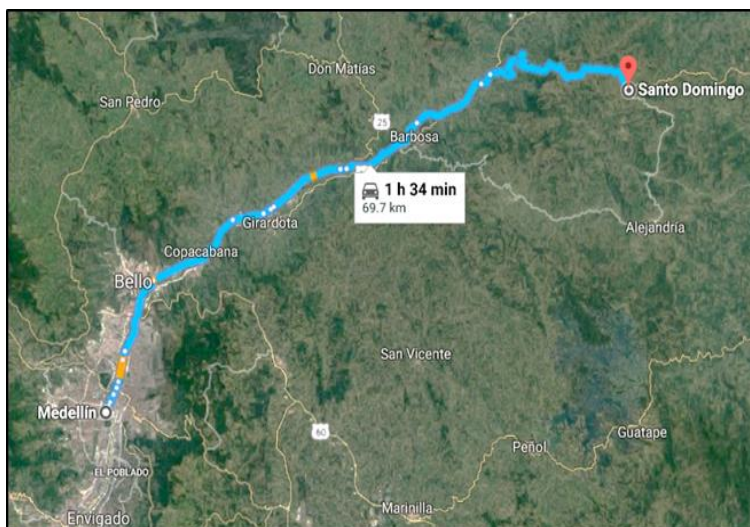 Don Matías
Santo Domingo
San Pedro
25
Barbosa
1 h 34 min
69.7 km
Girardota
Alejandría
Copacabana
Bello
San Vicente
Medellín
60
Guatape
Peñol
EL POBLADO
Marinilla
Envigado